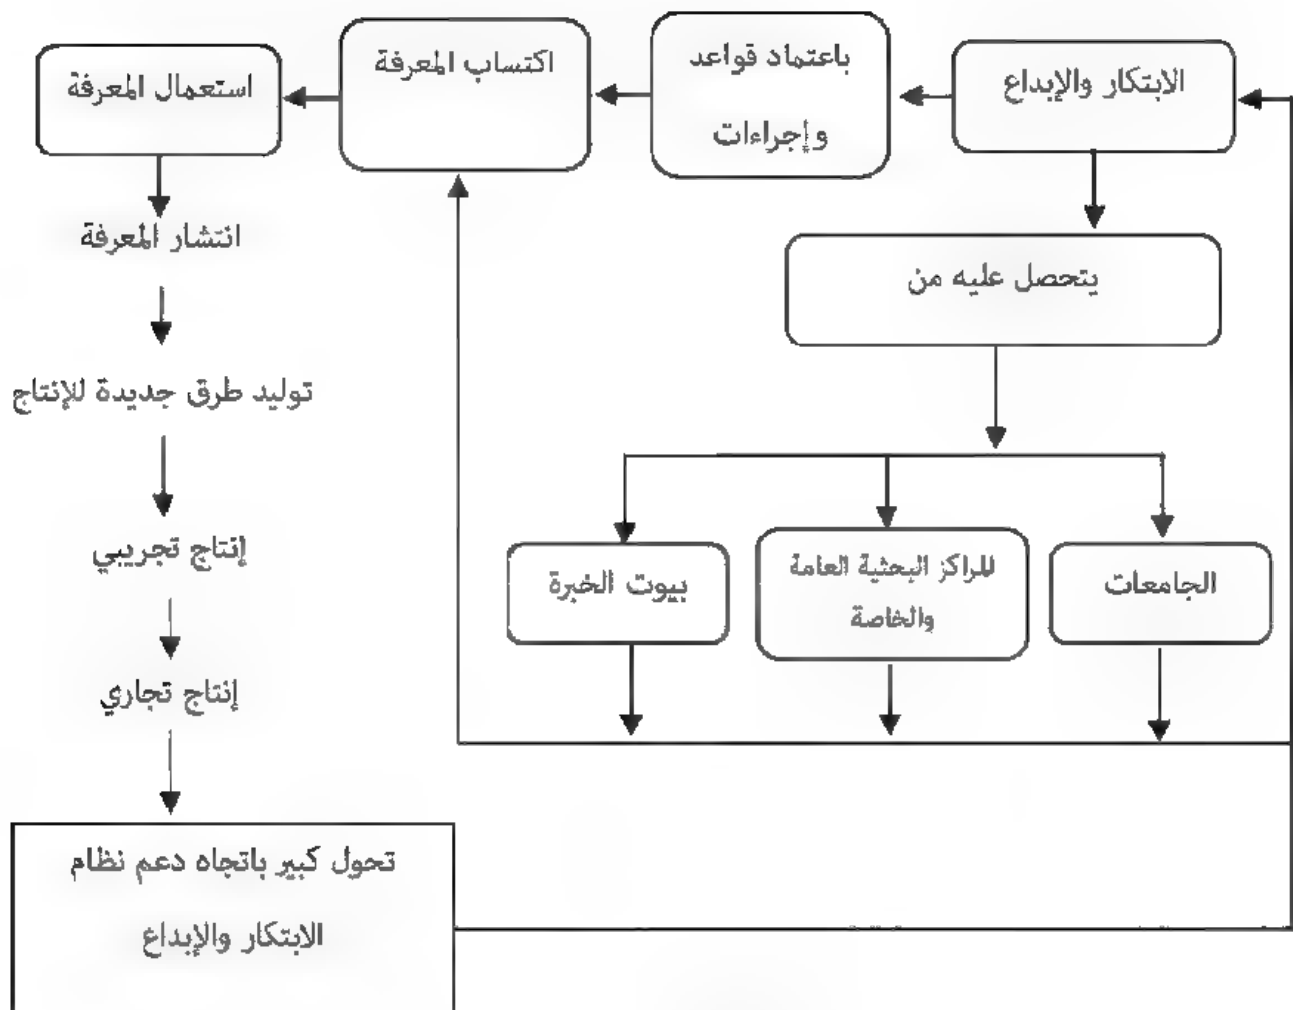 الابتكار والإبداع
باعتماد قواعد
وإجراءات
اكتساب المعرفة
استعمال المعرفة
يتحصل عليه من
الجامعات
المراكز البحثية العامة
والخاصة
بيوت الخبرة
انتشار المعرفة
توليد طرق جديدة للإنتاج
إنتاج تجريبي
إنتاج تجاري
تحول كبير باتجاه دعم نظام
الابتكار والإبداع